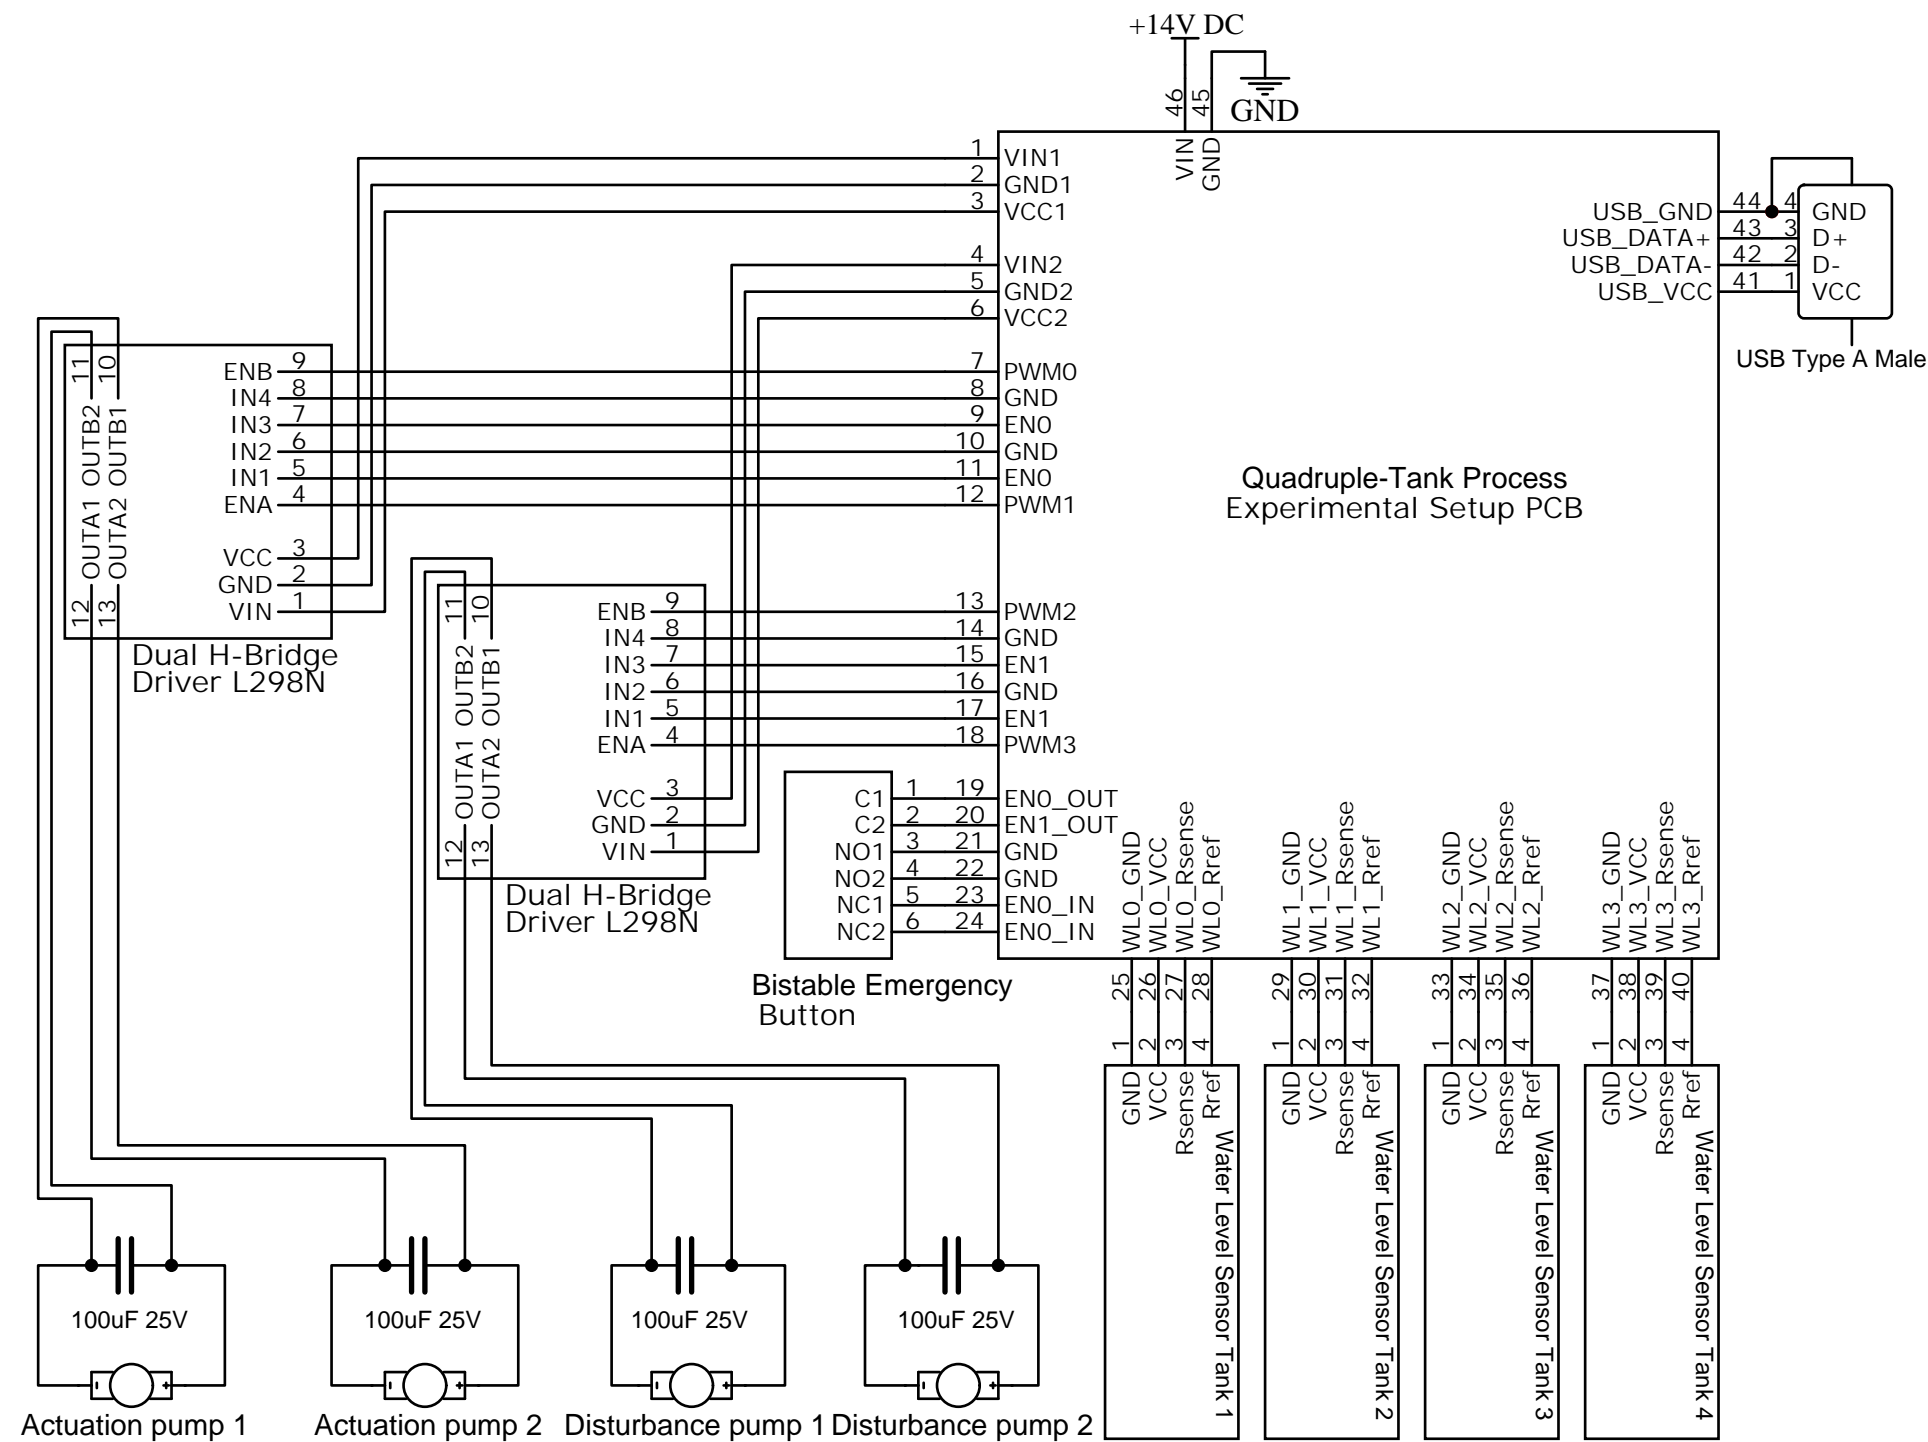 +14V DC
GND
46
45
VIN
GND
1 VIN1
2 GND1
3 VCC1
4 VIN2
5 GND2
6 VCC2
7 PWM0
8 GND
9 EN0
10 GND
11 EN0
12 PWM1
13 PWM2
14 GND
15 EN1
16 GND
17 EN1
18 PWM3
19 EN0_OUT
20 EN1_OUT
21 GND
22 GND
23 EN0_IN
24 EN0_IN
Quadruple-Tank Process
Experimental Setup PCB
USB_GND 44 4 GND
USB_DATA+ 43 3 D+
USB_DATA- 42 2 D-
USB_VCC 41 1 VCC
USB Type A Male
11
10
OUTA1 OUTB2
OUTA2 OUTB1
12
13
ENB 9
IN4 8
IN3 7
IN2 6
IN1 5
ENA 4
VCC 3
GND 2
VIN 1
Dual H-Bridge
Driver L298N
11
10
OUTA1 OUTB2
OUTA2 OUTB1
12
13
ENB 9
IN4 8
IN3 7
IN2 6
IN1 5
ENA 4
VCC 3
GND 2
VIN 1
Dual H-Bridge
Driver L298N
C1 1
C2 2
NO1 3
NO2 4
NC1 5
NC2 6
Bistable Emergency
Button
WL0_GND
WL0_VCC
WL0_Rsense
WL0_Rref
WL1_GND
WL1_VCC
WL1_Rsense
WL1_Rref
WL2_GND
WL2_VCC
WL2_Rsense
WL2_Rref
WL3_GND
WL3_VCC
WL3_Rsense
WL3_Rref
25
26
27
28
29
30
31
32
33
34
35
36
37
38
39
40
1
2
3
4
1
2
3
4
1
2
3
4
1
2
3
4
GND
VCC
Rsense
Rref
Water Level Sensor Tank 1
GND
VCC
Rsense
Rref
Water Level Sensor Tank 2
GND
VCC
Rsense
Rref
Water Level Sensor Tank 3
GND
VCC
Rsense
Rref
Water Level Sensor Tank 4
100uF 25V
- +
Actuation pump 1
100uF 25V
- +
Actuation pump 2
100uF 25V
- +
Disturbance pump 1
100uF 25V
- +
Disturbance pump 2